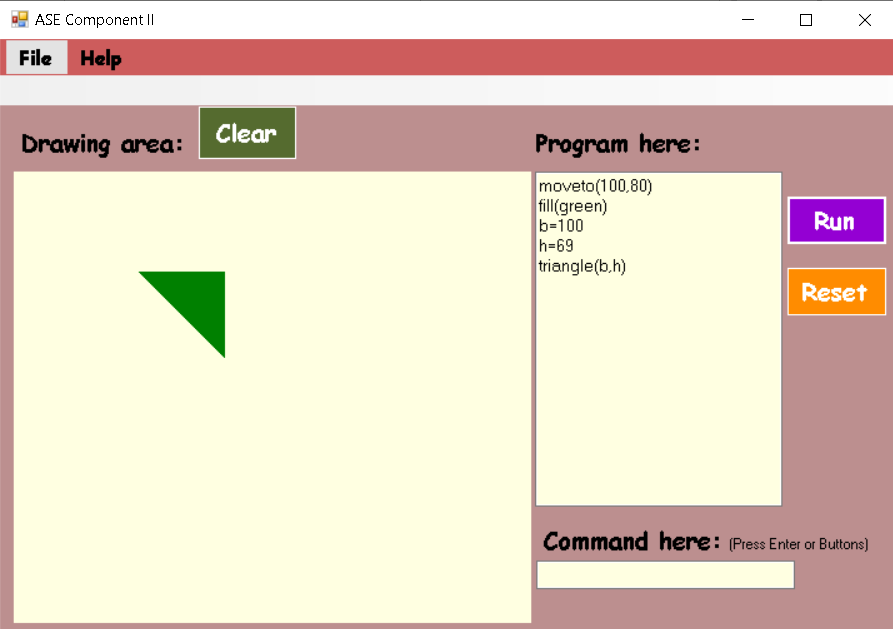 ASE Component II
File Help
Drawing area: Clear
Program here:
moveto(100,80)
fill(green)
b=100
h=69
triangle(b,h)
Run
Reset
Command here: (Press Enter or Buttons)